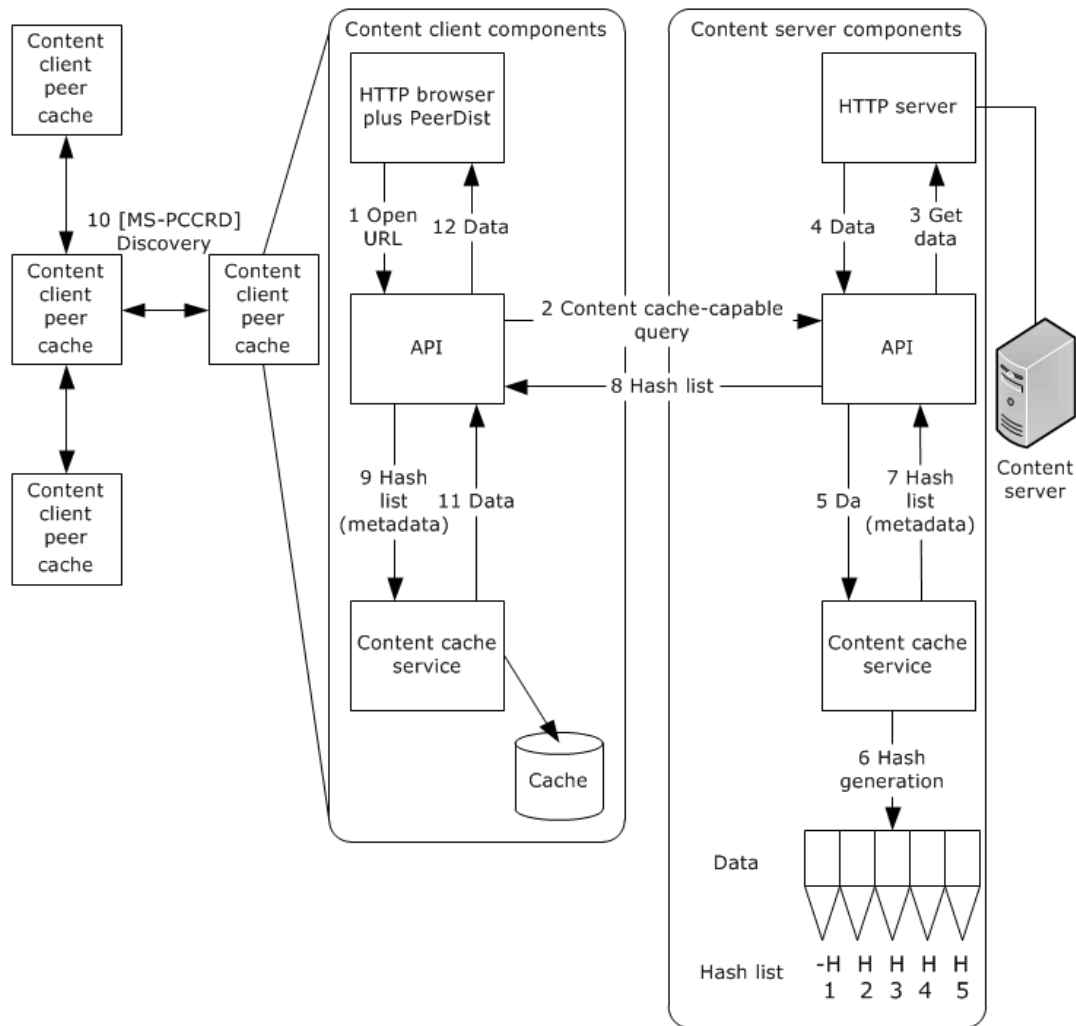 Content client components
Content server components
Content
client
peer
cache
10 [MS-PCCRD]
Discovery
Content
client
peer
cache
Content
client
peer
cache
Content
client
peer
cache
HTTP browser
plus PeerDist
1 Open
URL
12 Data
API
2 Content cache-capable
query
8 Hash list
9 Hash
list
(metadata)
11 Data
Content cache
service
Cache
HTTP server
4 Data
3 Get
data
API
Content
server
5 Da
7 Hash
list
(metadata)
Content cache
service
6 Hash
generation
Data
Hash list
-H H H H H
1 2 3 4 5